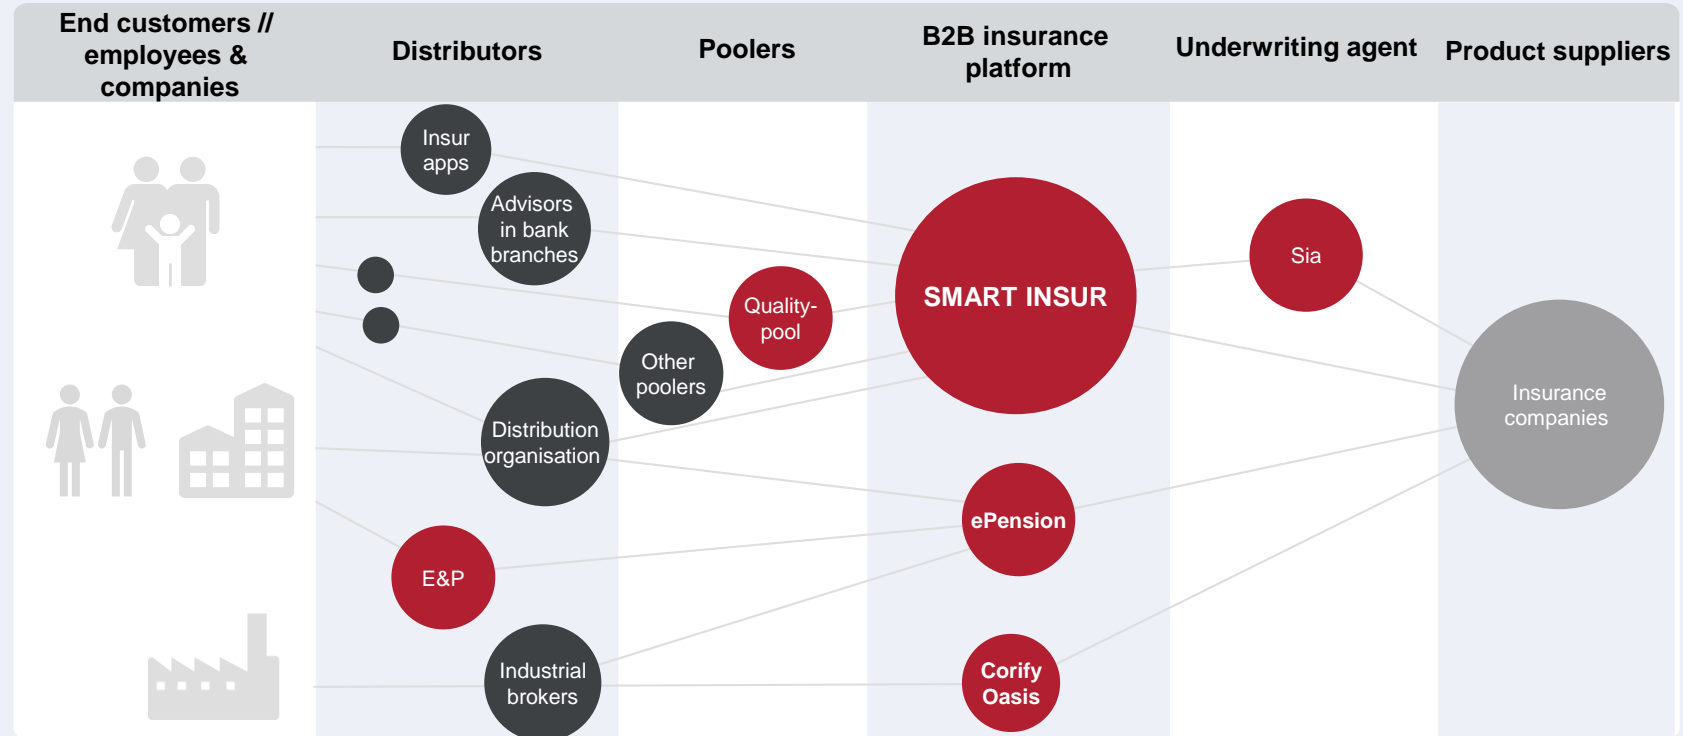 End customers //
employees &
companies
Distributors
Poolers
B2B insurance
platform
Underwriting agent
Product suppliers
Insur
apps
Advisors
in bank
branches
Quality-
pool
Other
poolers
Distribution
organisation
E&P
Industrial
brokers
SMART INSUR
ePension
Corify
Oasis
Sia
Insurance
companies